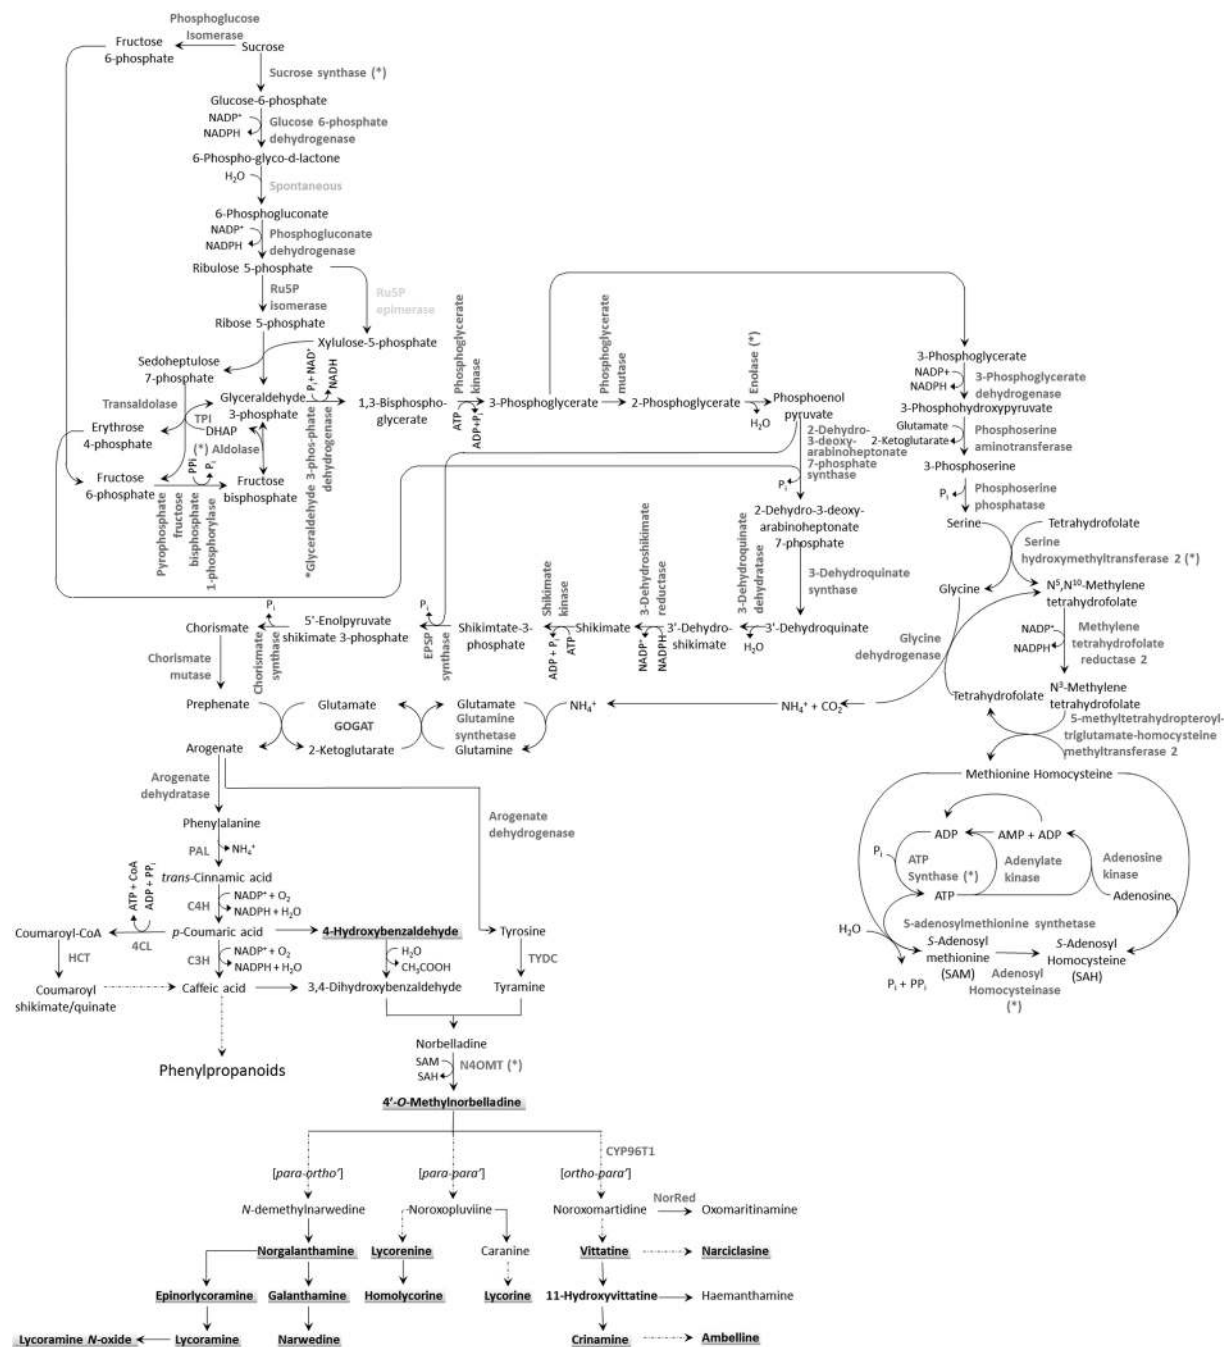 Phosphoglucose
Isomerase
Fructose
6-phosphate
Sucrose
Sucrose synthase (*)
Glucose-6-phosphate
NADP⁺
NADPH
Glucose 6-phosphate
dehydrogenase
6-Phospho-glyco-d-lactone
H₂O
Spontaneous
6-Phosphogluconate
NADP⁺
NADPH
Phosphogluconate
dehydrogenase
Ribulose 5-phosphate
Ru5P
isomerase
Ru5P
epimerase
Ribose 5-phosphate
Xylulose-5-phosphate
Sedoheptulose
7-phosphate
Transaldolase
Erythrose
4-phosphate
Glyceraldehyde
3-phosphate
TPI
DHAP
(*) Aldolase
PPi
Pᵢ
Fructose
6-phosphate
Fructose
bisphosphate
Pyrophosphate
fructose
bisphosphate
1-phosphorylase
Pᵢ+ NAD⁺
NADH
*Glyceraldehyde 3-phos-phate
dehydrogenase
1,3-Bisphospho-
glycerate
Phosphoglycerate
kinase
ATP
ADP+Pᵢ
3-Phosphoglycerate
Phosphoglycerate
mutase
2-Phosphoglycerate
Enolase (*)
H₂O
Phosphoenol
pyruvate
2-Dehydro-
3-deoxy-
arabinoheptonate
7-phosphate
synthase
Pᵢ
2-Dehydro-3-deoxy-
arabinoheptonate
7-phosphate
3-Dehydroquinate
synthase
3'-Dehydroquinate
3-Dehydroquinate
dehydratase
H₂O
3'-Dehydro-
shikimate
3-Dehydroshikimate
reductase
NADP⁺
NADPH
Shikimate
Shikimate
kinase
ADP + Pᵢ
ATP
Shikimtate-3-
phosphate
EPSP
synthase
Pᵢ
5'-Enolpyruvate
shikimate 3-phosphate
Pᵢ
Chorismate
synthase
Chorismate
Chorismate
mutase
Prephenate
Glutamate
GOGAT
2-Ketoglutarate
Glutamate
Glutamine
synthetase
Glutamine
NH₄⁺
NH₄⁺ + CO₂
Arogenate
3-Phosphoglycerate
NADP+
NADPH
3-Phosphoglycerate
dehydrogenase
3-Phosphohydroxypyruvate
Glutamate
2-Ketoglutarate
Phosphoserine
aminotransferase
3-Phosphoserine
Pᵢ
Phosphoserine
phosphatase
Serine
Tetrahydrofolate
Serine
hydroxymethyltransferase 2 (*)
Glycine
N⁵,N¹⁰-Methylene
tetrahydrofolate
Glycine
dehydrogenase
NADP⁺
NADPH
Methylene
tetrahydrofolate
reductase 2
Tetrahydrofolate
N³-Methylene
tetrahydrofolate
5-methyltetrahydropteroyl-
triglutamate-homocysteine
methyltransferase 2
Methionine Homocysteine
ADP
AMP + ADP
Pᵢ
ATP
Synthase (*)
Adenylate
kinase
Adenosine
kinase
ATP
Adenosine
S-adenosylmethionine synthetase
H₂O
S-Adenosyl
methionine
(SAM)
S-Adenosyl
Homocysteine
(SAH)
Adenosyl
Homocysteinase
(*)
Pᵢ + PPᵢ
Arogenate
dehydratase
Arogenate
dehydrogenase
Phenylalanine
PAL
NH₄⁺
trans-Cinnamic acid
ATP + CoA
ADP + PPᵢ
C4H
NADP⁺ + O₂
NADPH + H₂O
Coumaroyl-CoA
4CL
p-Coumaric acid
4-Hydroxybenzaldehyde
Tyrosine
HCT
C3H
NADP⁺ + O₂
NADPH + H₂O
H₂O
CH₃COOH
TYDC
Coumaroyl
shikimate/quinate
Caffeic acid
3,4-Dihydroxybenzaldehyde
Tyramine
Phenylpropanoids
Norbelladine
SAM
SAH
N4OMT (*)
4’-O-Methylnorbelladine
CYP96T1
[para-ortho’]
[para-para’]
[ortho-para’]
N-demethylnarwedine
Noroxopluviine
Noroxomartidine
NorRed
Oxomaritinamine
Norgalanthamine
Lycorenine
Caranine
Vittatine
Narciclasine
Epinorlycoramine
Galanthamine
Homolycorine
Lycorine
11-Hydroxyvittatine
Haemanthamine
Lycoramine N-oxide
Lycoramine
Narwedine
Crinamine
Ambelline